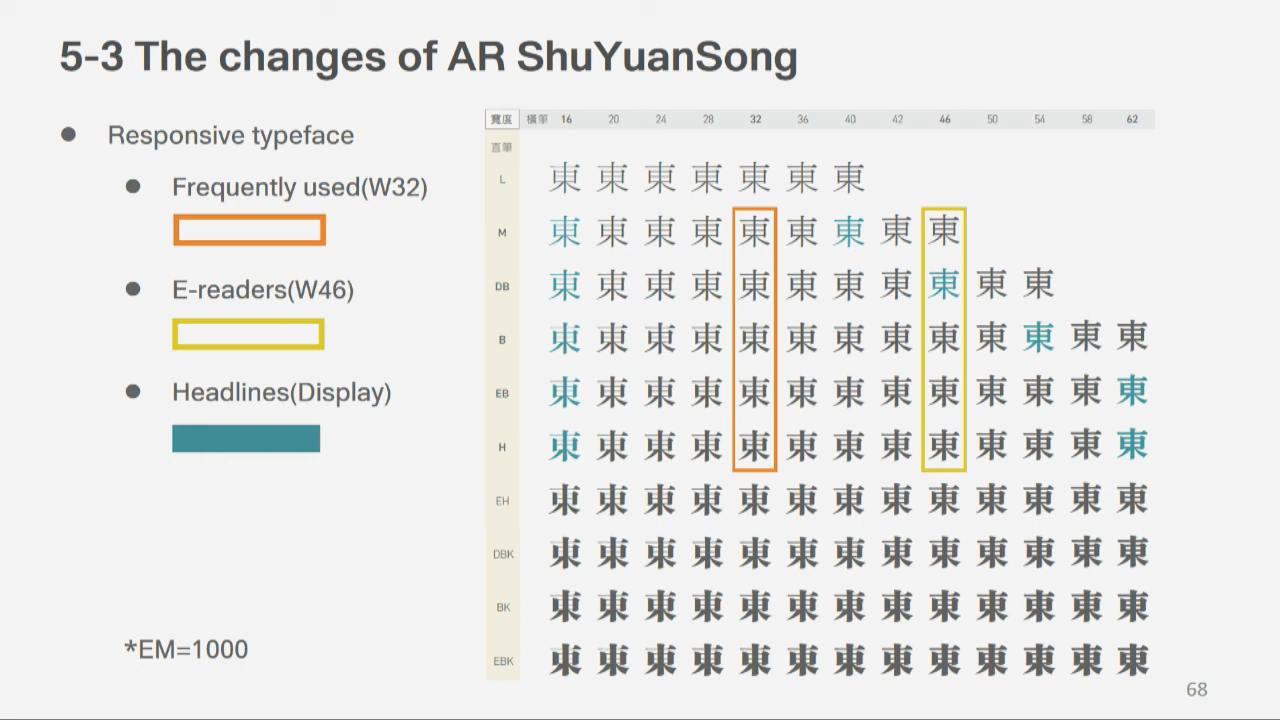 5-3 The changes of AR ShuYuanSong
Responsive typeface
Frequently used(W32)
E-readers(W46)
Headlines(Display)
*EM=1000
寬度 橫筆 16 20 24 28 32 36 40 42 46 50 54 58 62
直筆
L 東 東 東 東 東 東 東
M 東 東 東 東 東 東 東 東 東
DB 東 東 東 東 東 東 東 東 東 東 東
B 東 東 東 東 東 東 東 東 東 東 東 東 東
EB 東 東 東 東 東 東 東 東 東 東 東 東 東
H 東 東 東 東 東 東 東 東 東 東 東 東 東
EH 東 東 東 東 東 東 東 東 東 東 東 東 東
DBK 東 東 東 東 東 東 東 東 東 東 東 東 東
BK 東 東 東 東 東 東 東 東 東 東 東 東 東
EBK 東 東 東 東 東 東 東 東 東 東 東 東 東
68